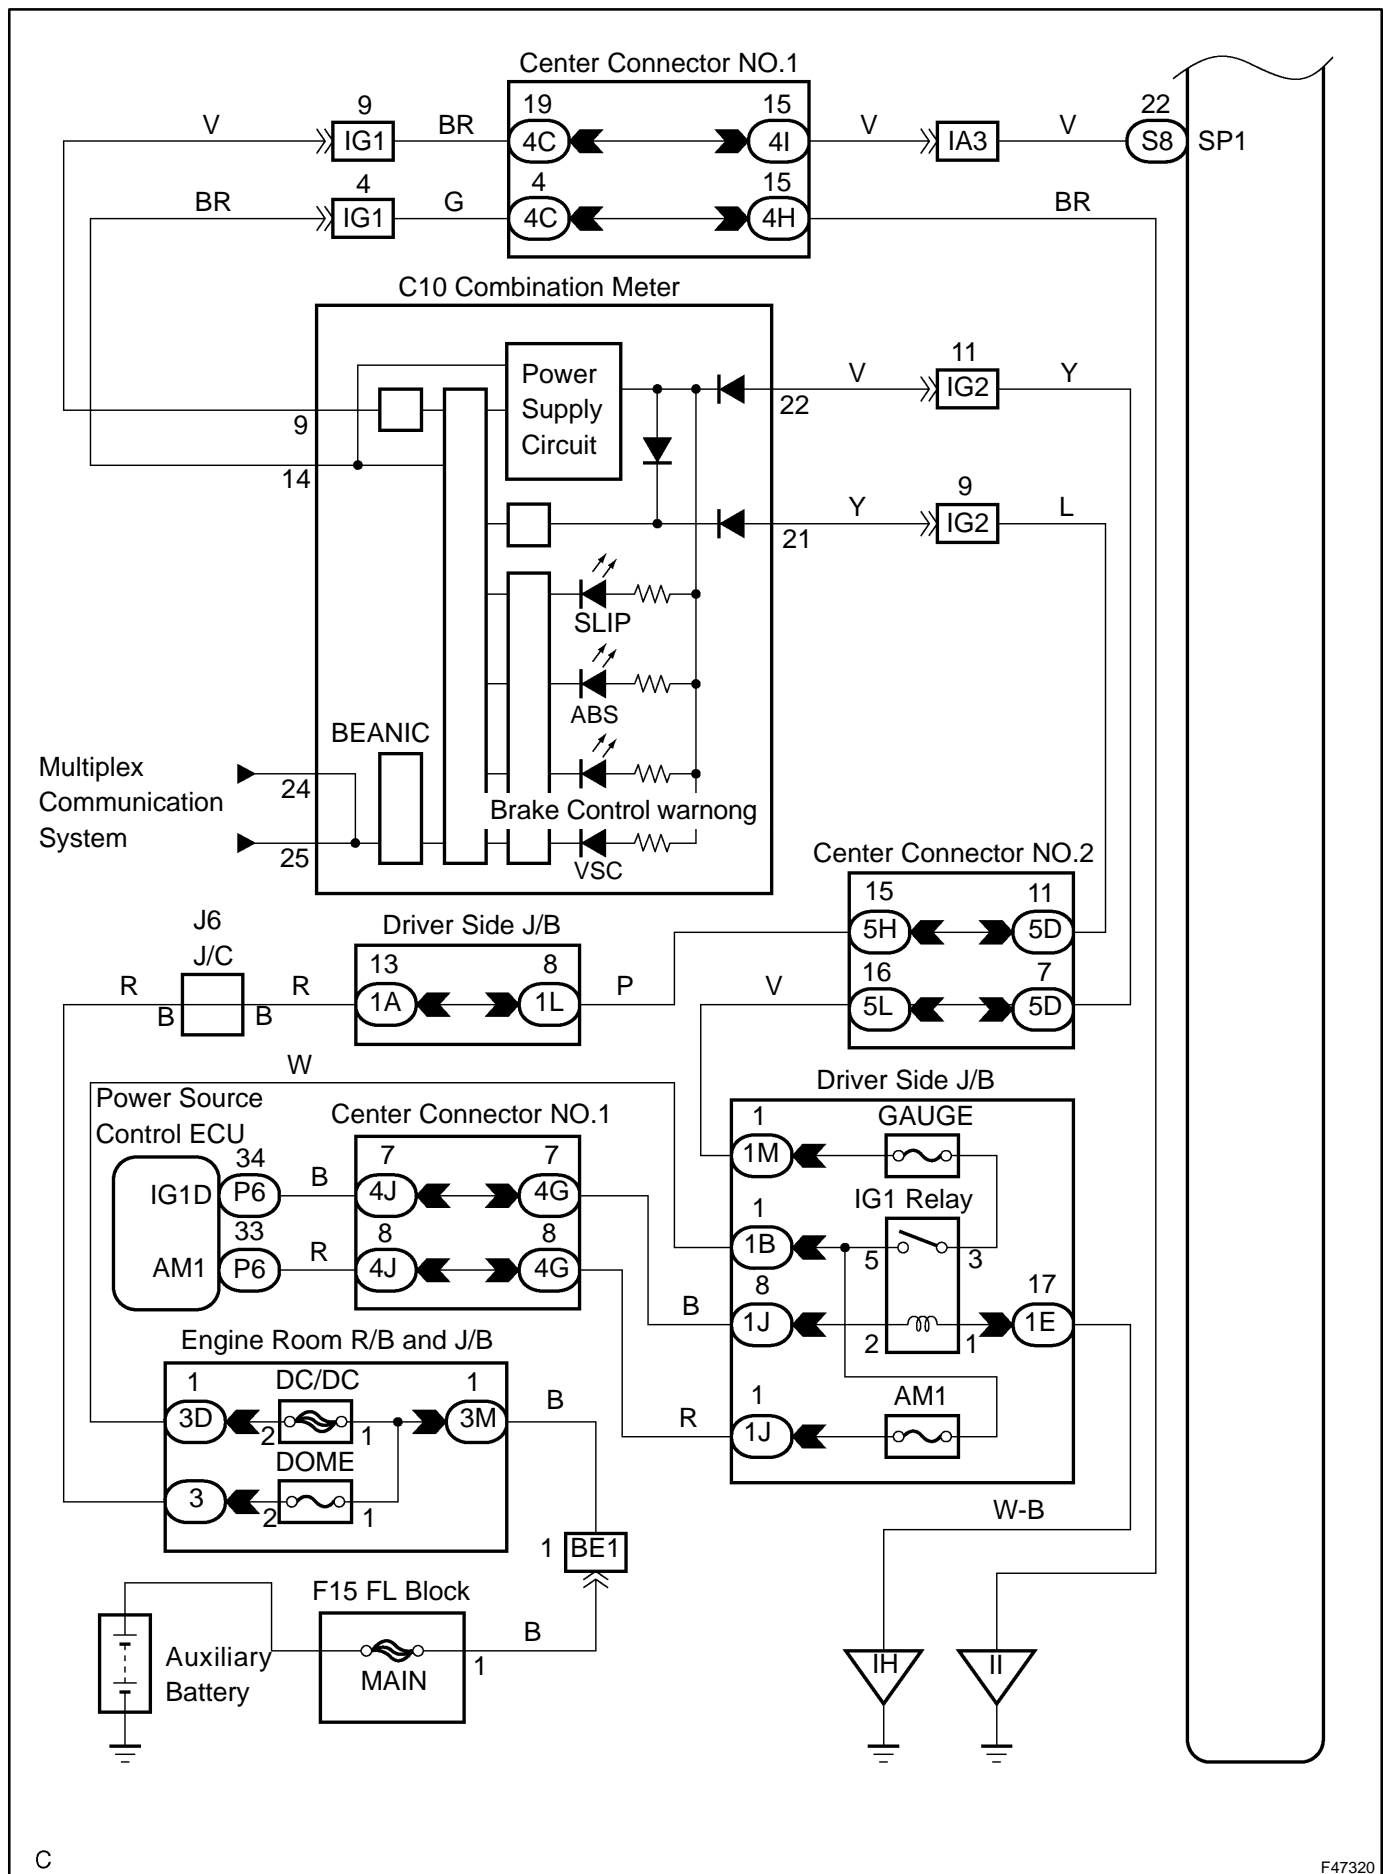 Center Connector NO.1
9 19 15 22
V IG1 BR 4C 4I V IA3 V S8 SP1
4 4 15
BR IG1 G 4C 4H BR
C10 Combination Meter
Power
Supply
Circuit
9
14
22 V 11 IG2 Y
21 Y 9 IG2 L
SLIP
ABS
BEANIC
Multiplex
Communication
System
24
25
Brake Control warnong
VSC
Center Connector NO.2
15 11
5H 5D
16 7
V 5L 5D
J6
J/C
R B B R
Driver Side J/B
13 8
1A 1L P
W
Power Source
Control ECU
34
IG1D P6 B
33
AM1 P6 R
Center Connector NO.1
7 7
4J 4G
8 8
4J 4G
Driver Side J/B
1 GAUGE
1M
1 IG1 Relay
1B 5 3
8 17
B 1J 2 1 1E
1 AM1
R 1J
Engine Room R/B and J/B
1 DC/DC 1
3D 2 1 3M B
DOME
3 2 1
W-B
1 BE1
F15 FL Block
MAIN
1 B
Auxiliary
Battery
IH II
C
F47320